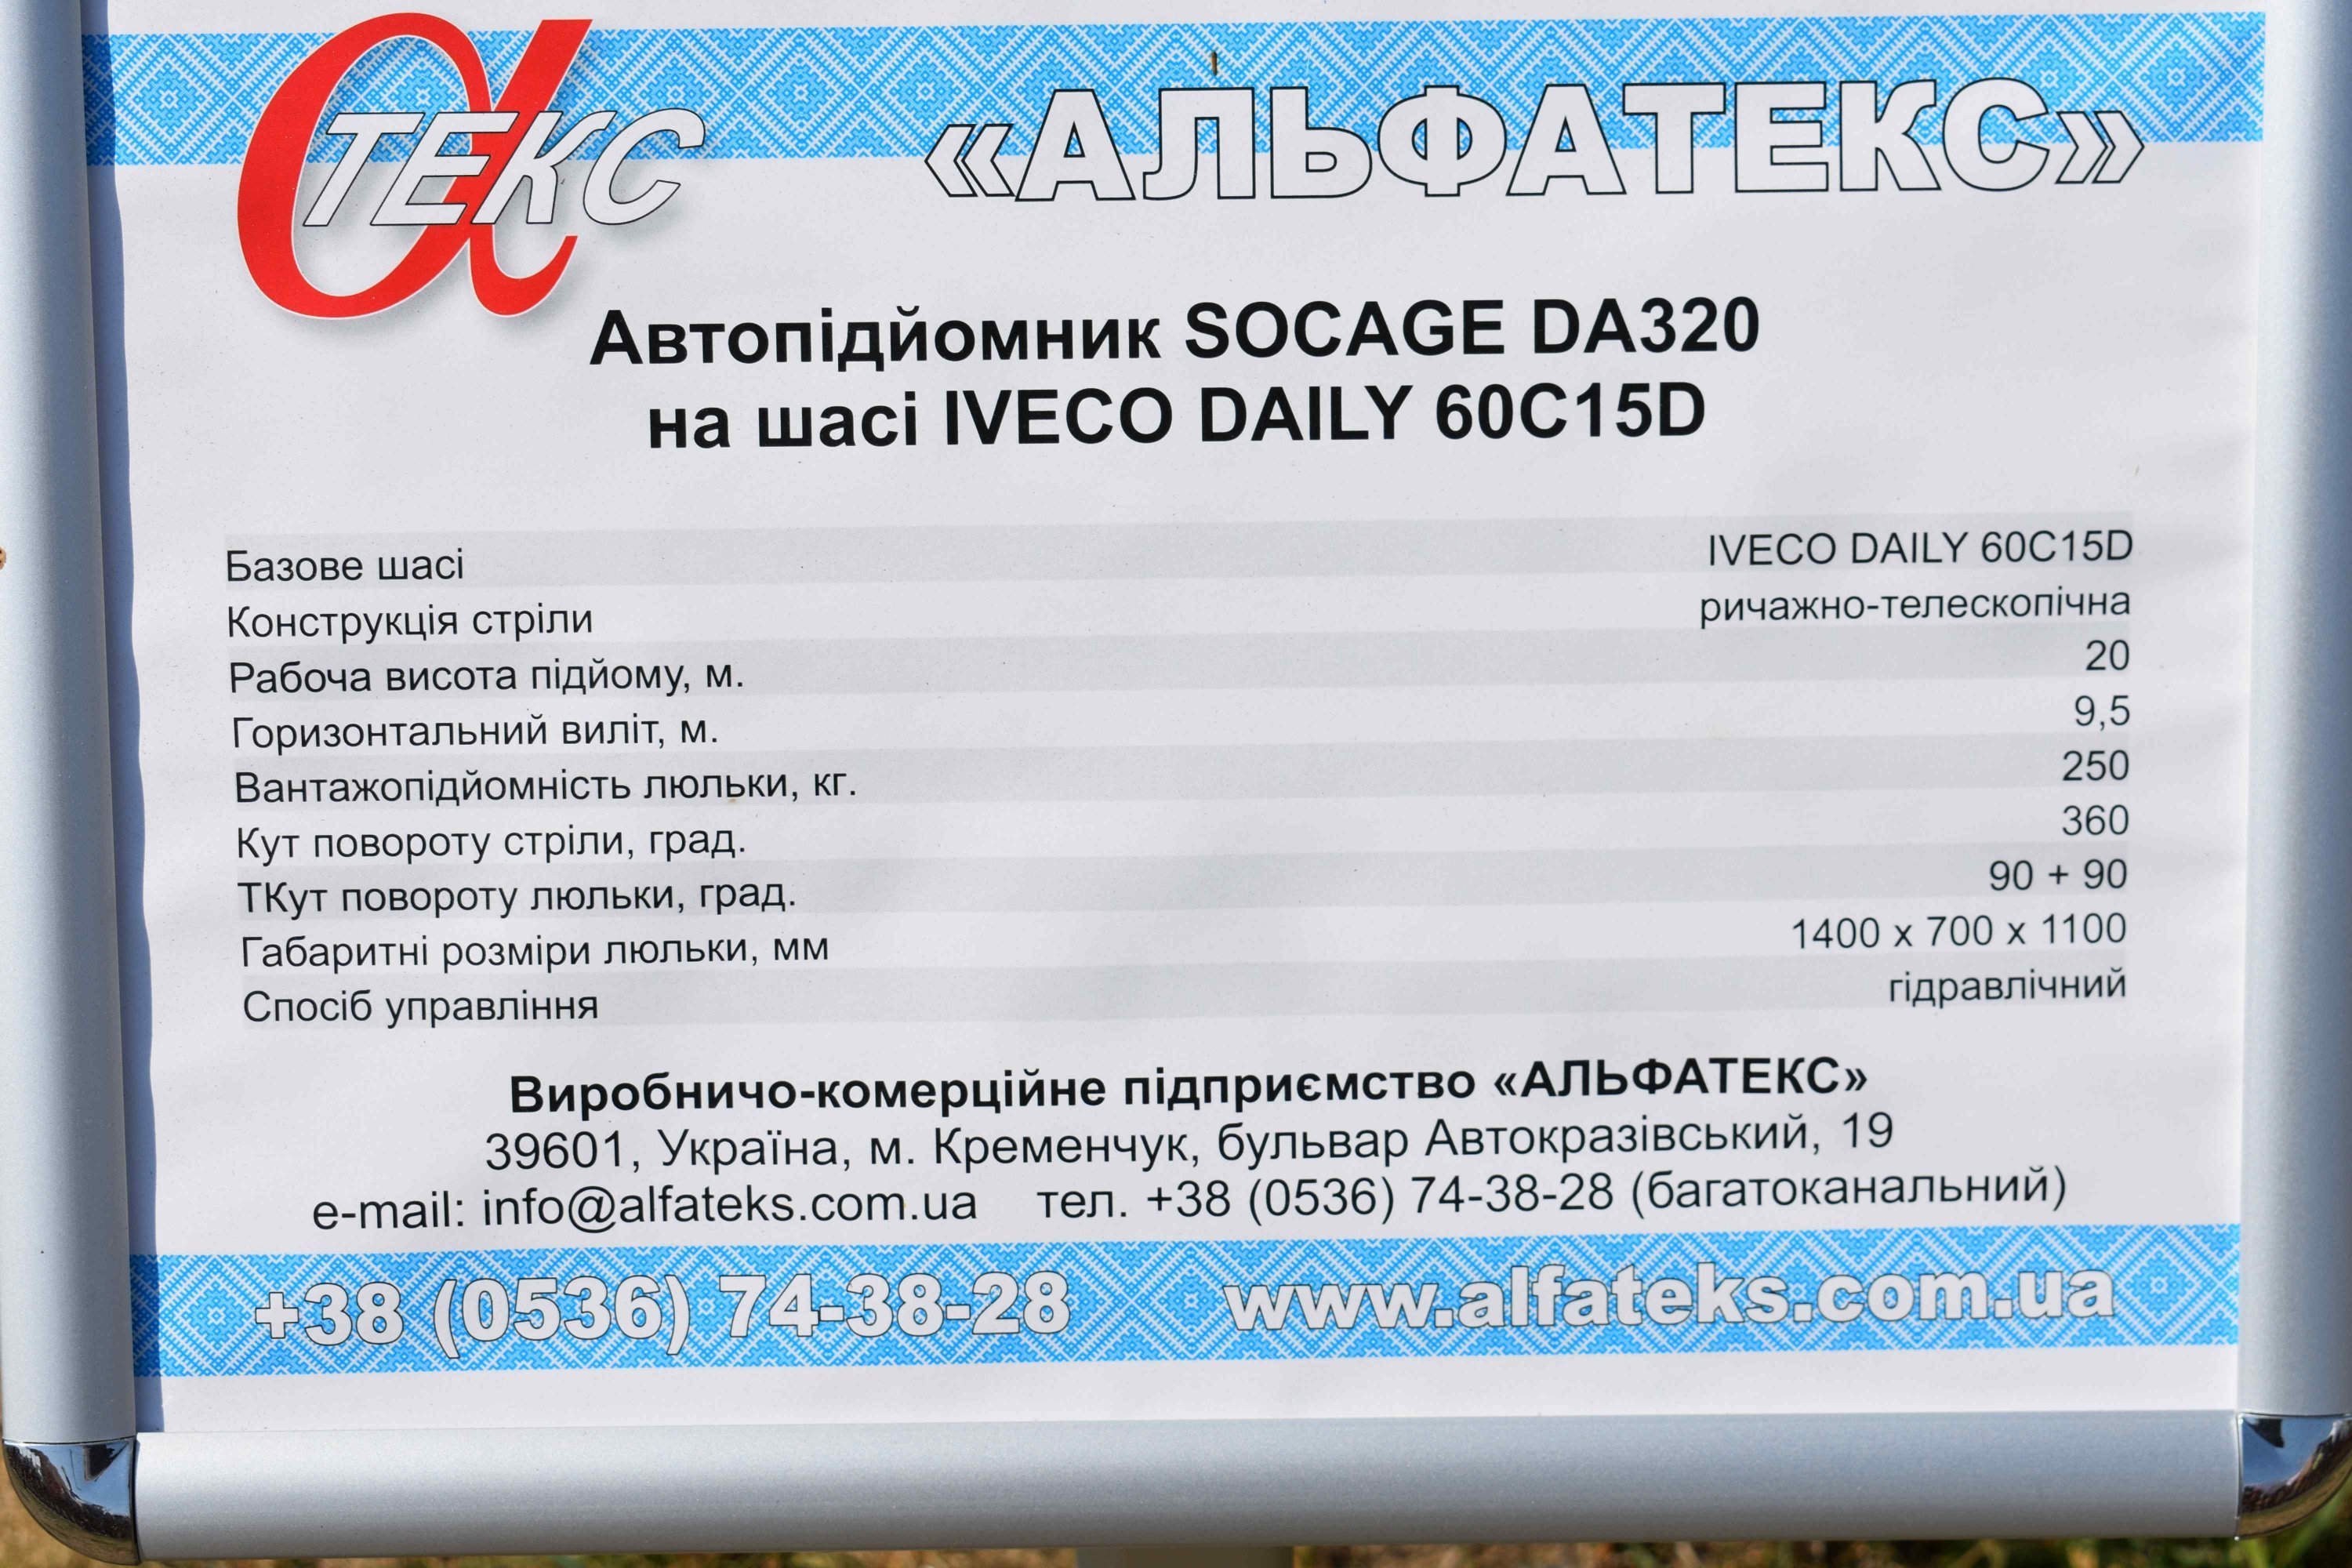 αТЕКС
«АЛЬФАТЕКС»
Автопідйомник SOCAGE DA320
на шасі IVECO DAILY 60C15D
Базове шасі IVECO DAILY 60C15D
Конструкція стріли ричажно-телескопічна
Рабоча висота підйому, м. 20
Горизонтальний виліт, м. 9,5
Вантажопідйомність люльки, кг. 250
Кут повороту стріли, град. 360
ТКут повороту люльки, град. 90 + 90
Габаритні розміри люльки, мм 1400 х 700 х 1100
Спосіб управління гідравлічний
Виробничо-комерційне підприємство «АЛЬФАТЕКС»
39601, Україна, м. Кременчук, бульвар Автокразівський, 19
e-mail: info@alfateks.com.ua тел. +38 (0536) 74-38-28 (багатоканальний)
+38 (0536) 74-38-28 www.alfateks.com.ua